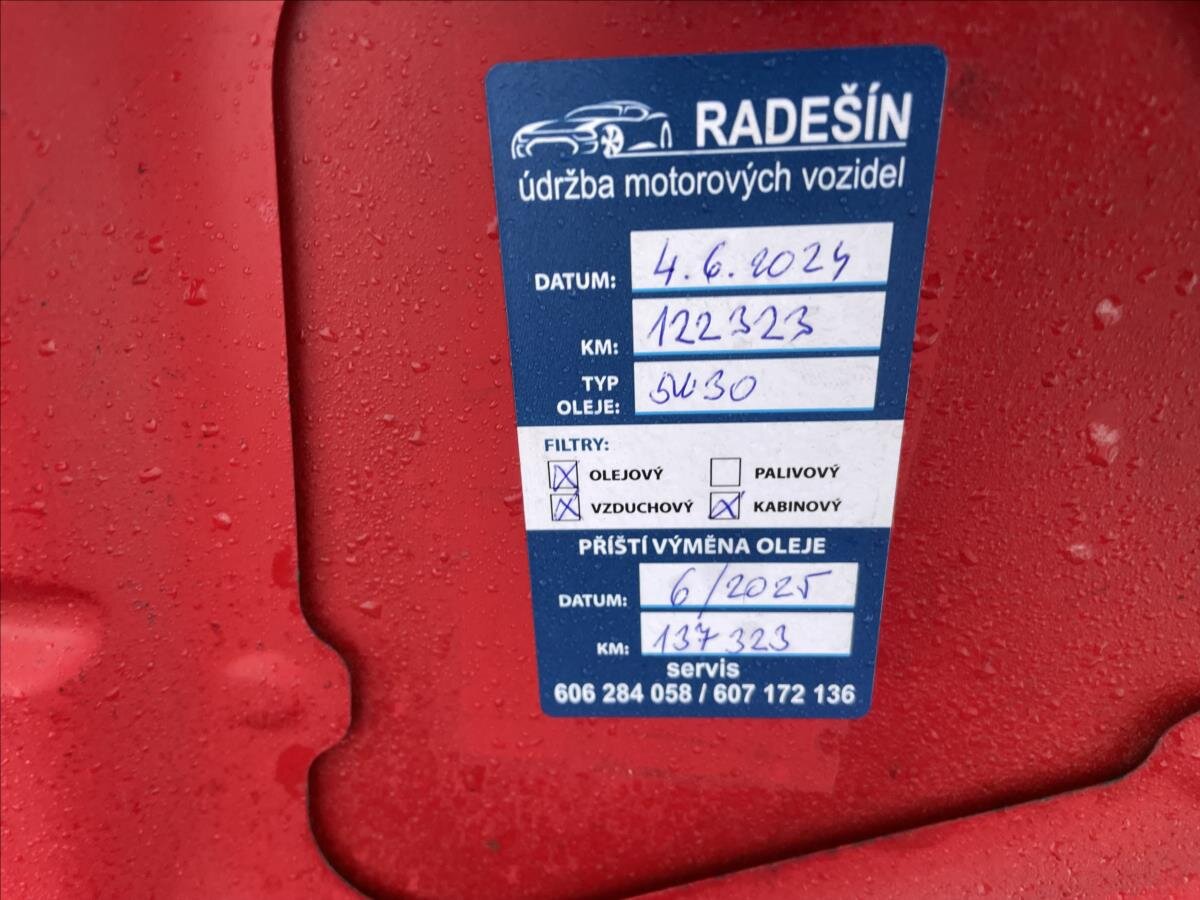 RADEŠÍN
údržba motorových vozidel
DATUM: 4.6.2024
KM: 122323
TYP
OLEJE: 5W30
FILTRY:
X OLEJOVÝ PALIVOVÝ
X VZDUCHOVÝ X KABINOVÝ
PŘÍŠTÍ VÝMĚNA OLEJE
DATUM: 6/2025
KM: 137323
servis
606 284 058 / 607 172 136